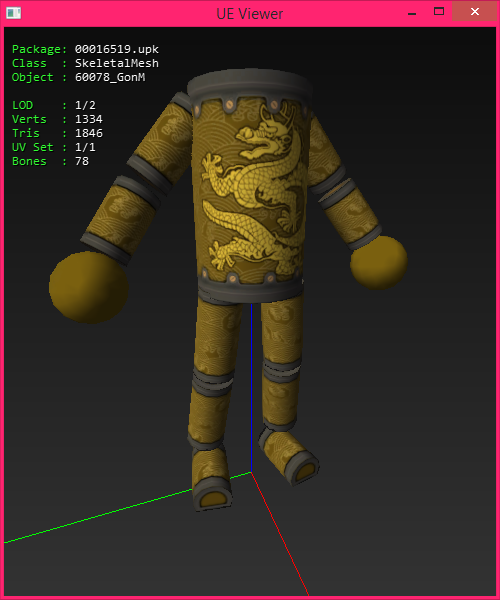 UE Viewer
Package: 00016519.upk
Class  : SkeletalMesh
Object : 60078_GonM
LOD    : 1/2
Verts  : 1334
Tris   : 1846
UV Set : 1/1
Bones  : 78